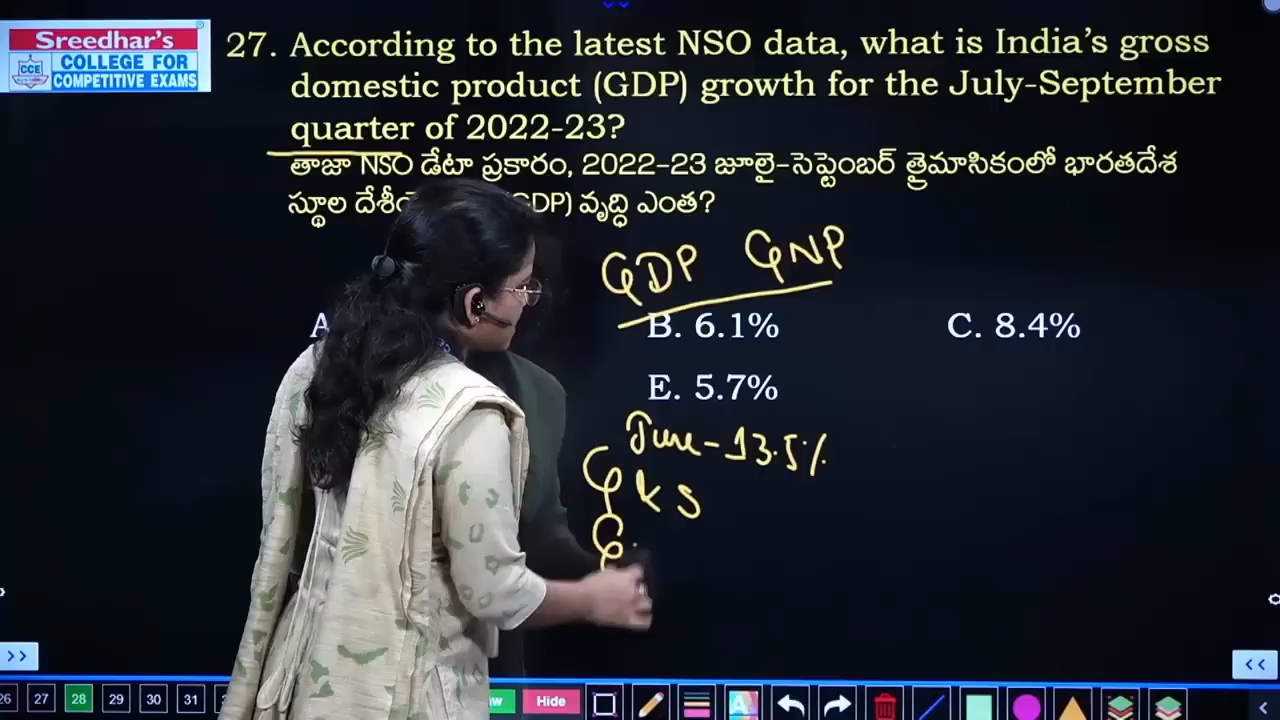 Sreedhar's
COLLEGE FOR
CCE
COMPETITIVE EXAMS
27. According to the latest NSO data, what is India's gross
domestic product (GDP) growth for the July-September
quarter of 2022-23?
తాజా NSO డేటా ప్రకారం, 2022-23 జూలై-సెప్టెంబర్ త్రైమాసికంలో భారతదేశ
స్థూల (GDP) వృద్ధి ఎంత?
GDP GNP
B. 6.1% C. 8.4%
E. 5.7%
June - 13.5%
G & S
>> <<
26 27 28 29 30 31 Hide